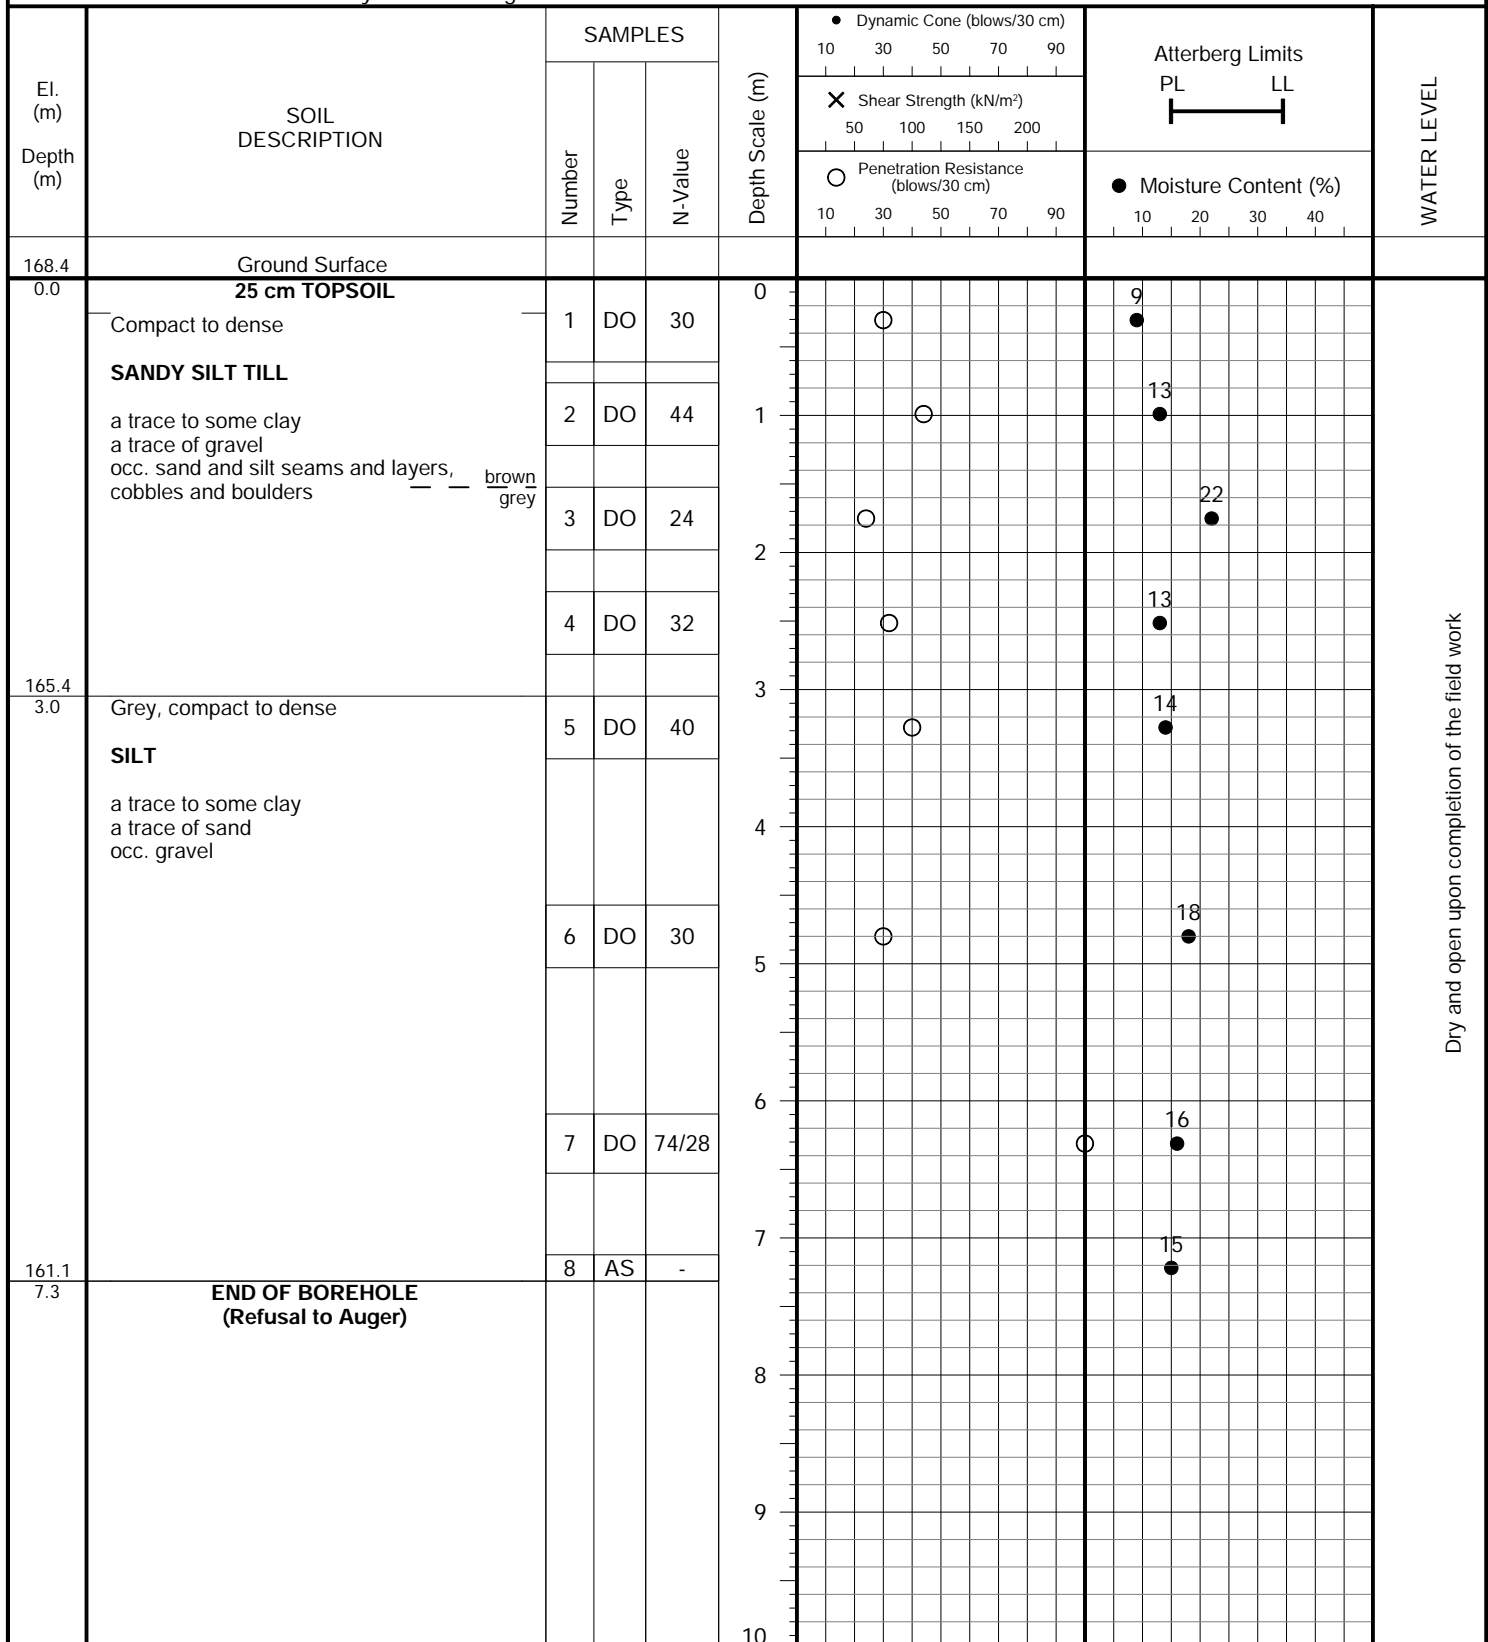 El.
(m)
Depth
(m)
SOIL
DESCRIPTION
SAMPLES
Number
Type
N-Value
Depth Scale (m)
● Dynamic Cone (blows/30 cm)
10 30 50 70 90
✕ Shear Strength (kN/m²)
50 100 150 200
○ Penetration Resistance
(blows/30 cm)
10 30 50 70 90
Atterberg Limits
PL LL
● Moisture Content (%)
10 20 30 40
WATER LEVEL
168.4 Ground Surface
0.0 25 cm TOPSOIL 0 9
Compact to dense 1 DO 30
SANDY SILT TILL
13
a trace to some clay 2 DO 44 1
a trace of gravel
occ. sand and silt seams and layers,
brown
cobbles and boulders
grey
22
3 DO 24
2
13
4 DO 32
165.4
3
3.0 Grey, compact to dense 14
5 DO 40
SILT
a trace to some clay
a trace of sand 4
occ. gravel
18
6 DO 30
5
6
16
7 DO 74/28
7
15
161.1 8 AS -
7.3 END OF BOREHOLE
(Refusal to Auger)
8
9
10
Dry and open upon completion of the field work